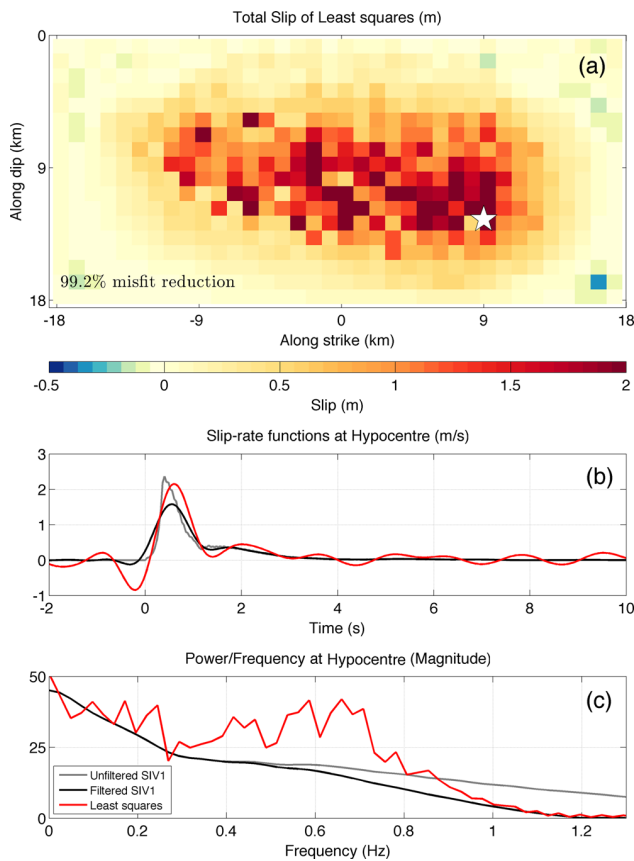 Total Slip of Least squares (m)
(a)
0
9
18
Along dip (km)
99.2% misfit reduction
-18 -9 0 9 18
Along strike (km)
-0.5 0 0.5 1 1.5 2
Slip (m)
Slip-rate functions at Hypocentre (m/s)
(b)
3
2
1
0
-1
-2 0 2 4 6 8 10
Time (s)
Power/Frequency at Hypocentre (Magnitude)
(c)
50
25
0
Unfiltered SIV1
Filtered SIV1
Least squares
0 0.2 0.4 0.6 0.8 1 1.2
Frequency (Hz)